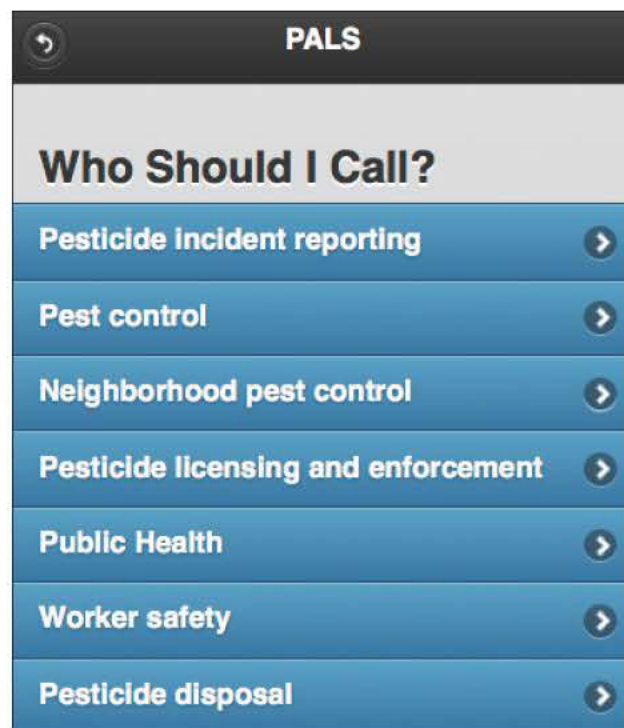 PALS
Who Should I Call?
Pesticide incident reporting
Pest control
Neighborhood pest control
Pesticide licensing and enforcement
Public Health
Worker safety
Pesticide disposal